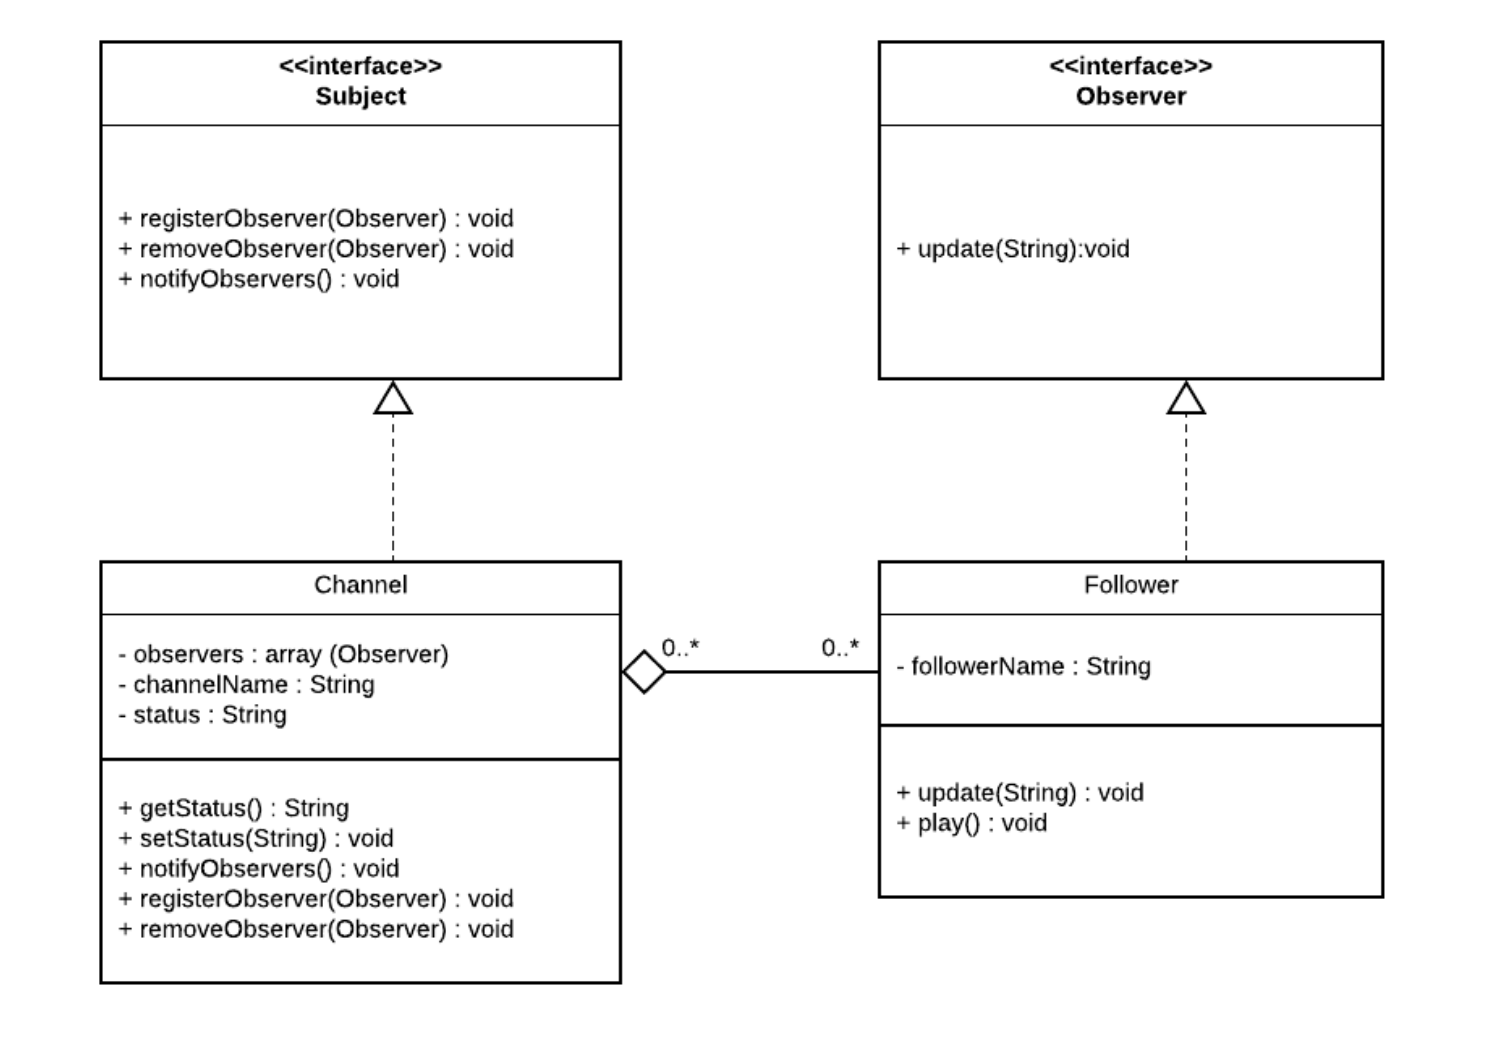 <<interface>>
Subject
+ registerObserver(Observer) : void
+ removeObserver(Observer) : void
+ notifyObservers() : void
<<interface>>
Observer
+ update(String):void
Channel
- observers : array (Observer)
- channelName : String
- status : String
+ getStatus() : String
+ setStatus(String) : void
+ notifyObservers() : void
+ registerObserver(Observer) : void
+ removeObserver(Observer) : void
0..*
0..*
Follower
- followerName : String
+ update(String) : void
+ play() : void